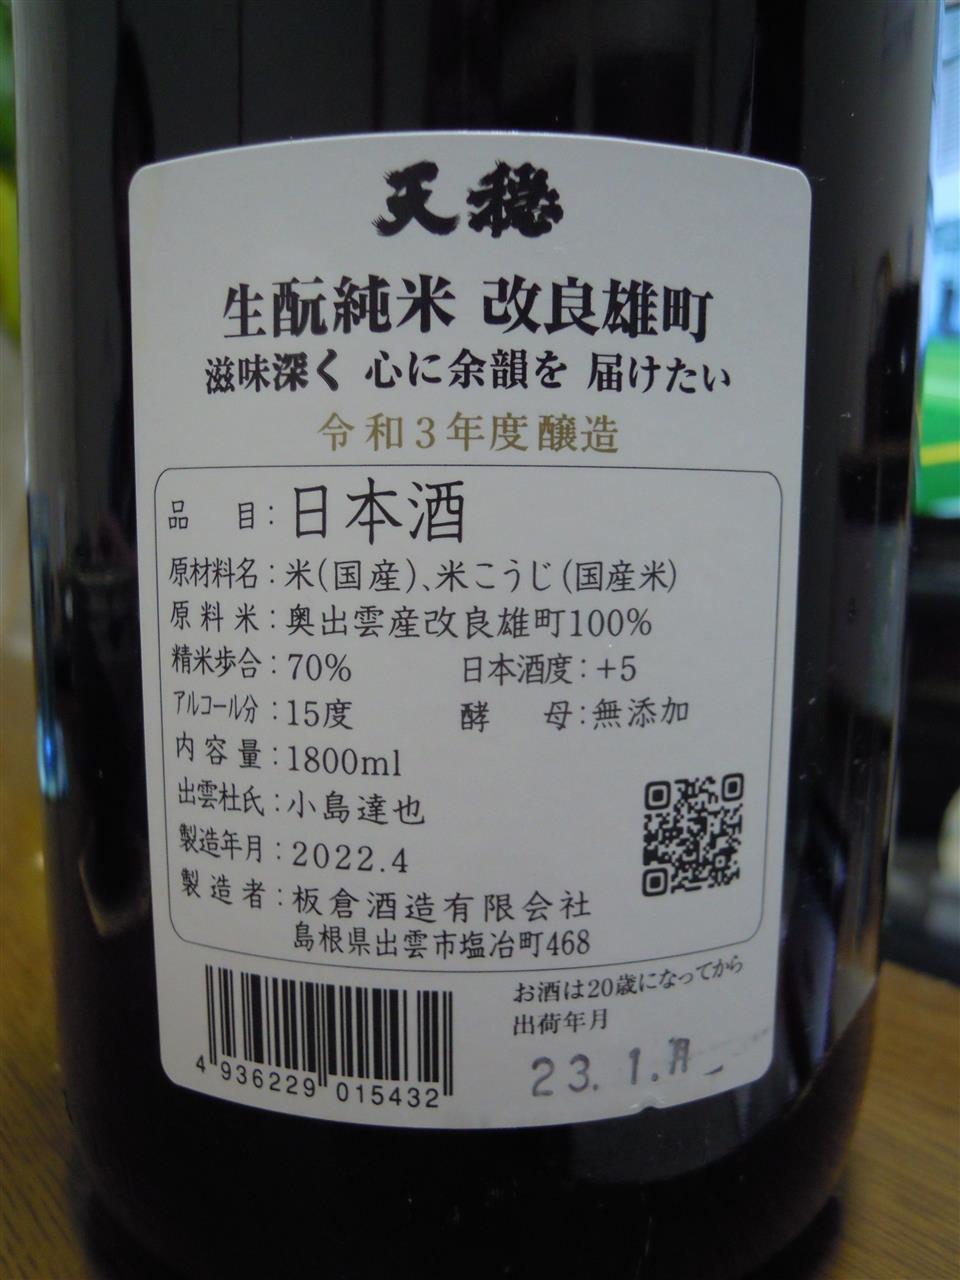 天穏
生酛純米 改良雄町
滋味深く 心に余韻を 届けたい
令和3年度醸造
品目:日本酒
原材料名:米(国産)、米こうじ(国産米)
原料米:奥出雲産改良雄町100%
精米歩合:70% 日本酒度:+5
アルコール分:15度 酵母:無添加
内容量:1800ml
出雲杜氏:小島達也
製造年月:2022.4
製造者:板倉酒造有限会社
島根県出雲市塩冶町468
お酒は20歳になってから
出荷年月
23.1.月
4 936229 015432